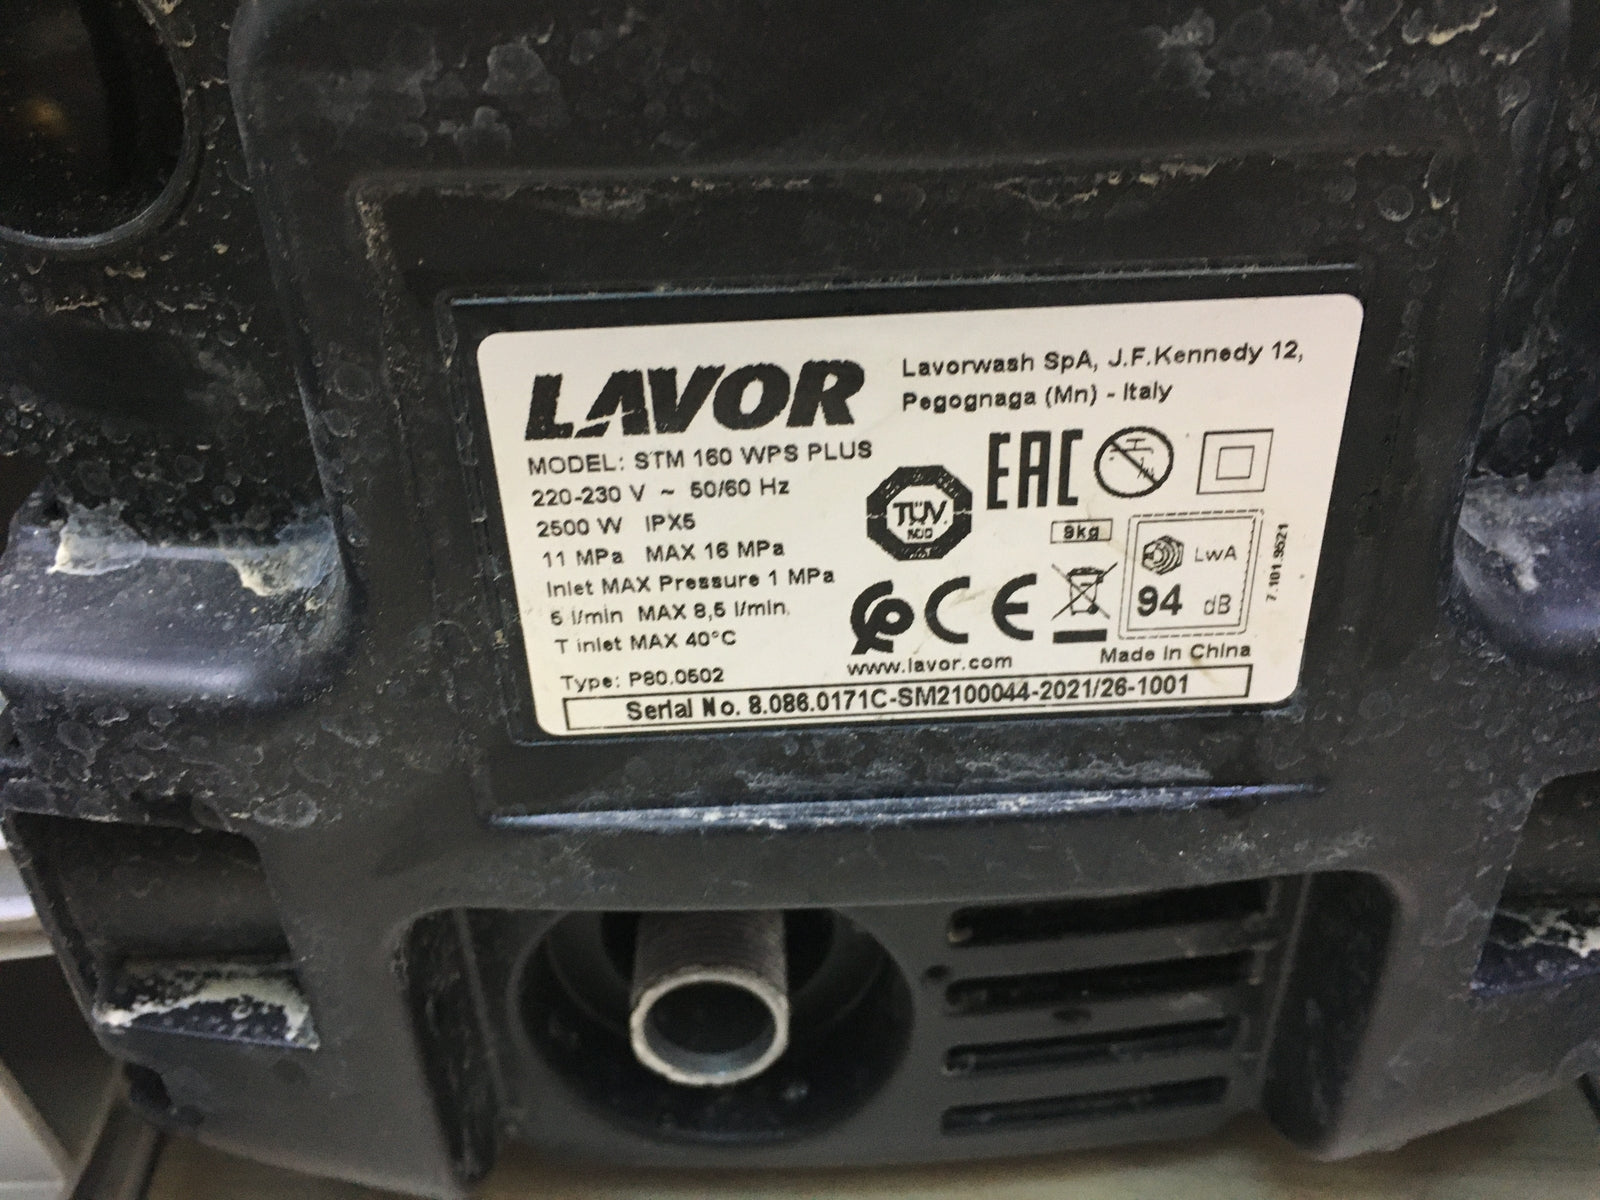 LAVOR
Lavorwash SpA, J.F.Kennedy 12,
Pegognaga (Mn) - Italy
MODEL: STM 160 WPS PLUS
220-230 V ~ 50/60 Hz
2500 W IPX5
11 MPa MAX 16 MPa
Inlet MAX Pressure 1 MPa
5 l/min MAX 8,5 l/min.
T inlet MAX 40°C
Type: P80.0502
TÜV
NORD
EAC
9kg
LwA
94 dB
7.101.9521
CE
www.lavor.com
Made in China
Serial No. 8.086.0171C-SM2100044-2021/26-1001